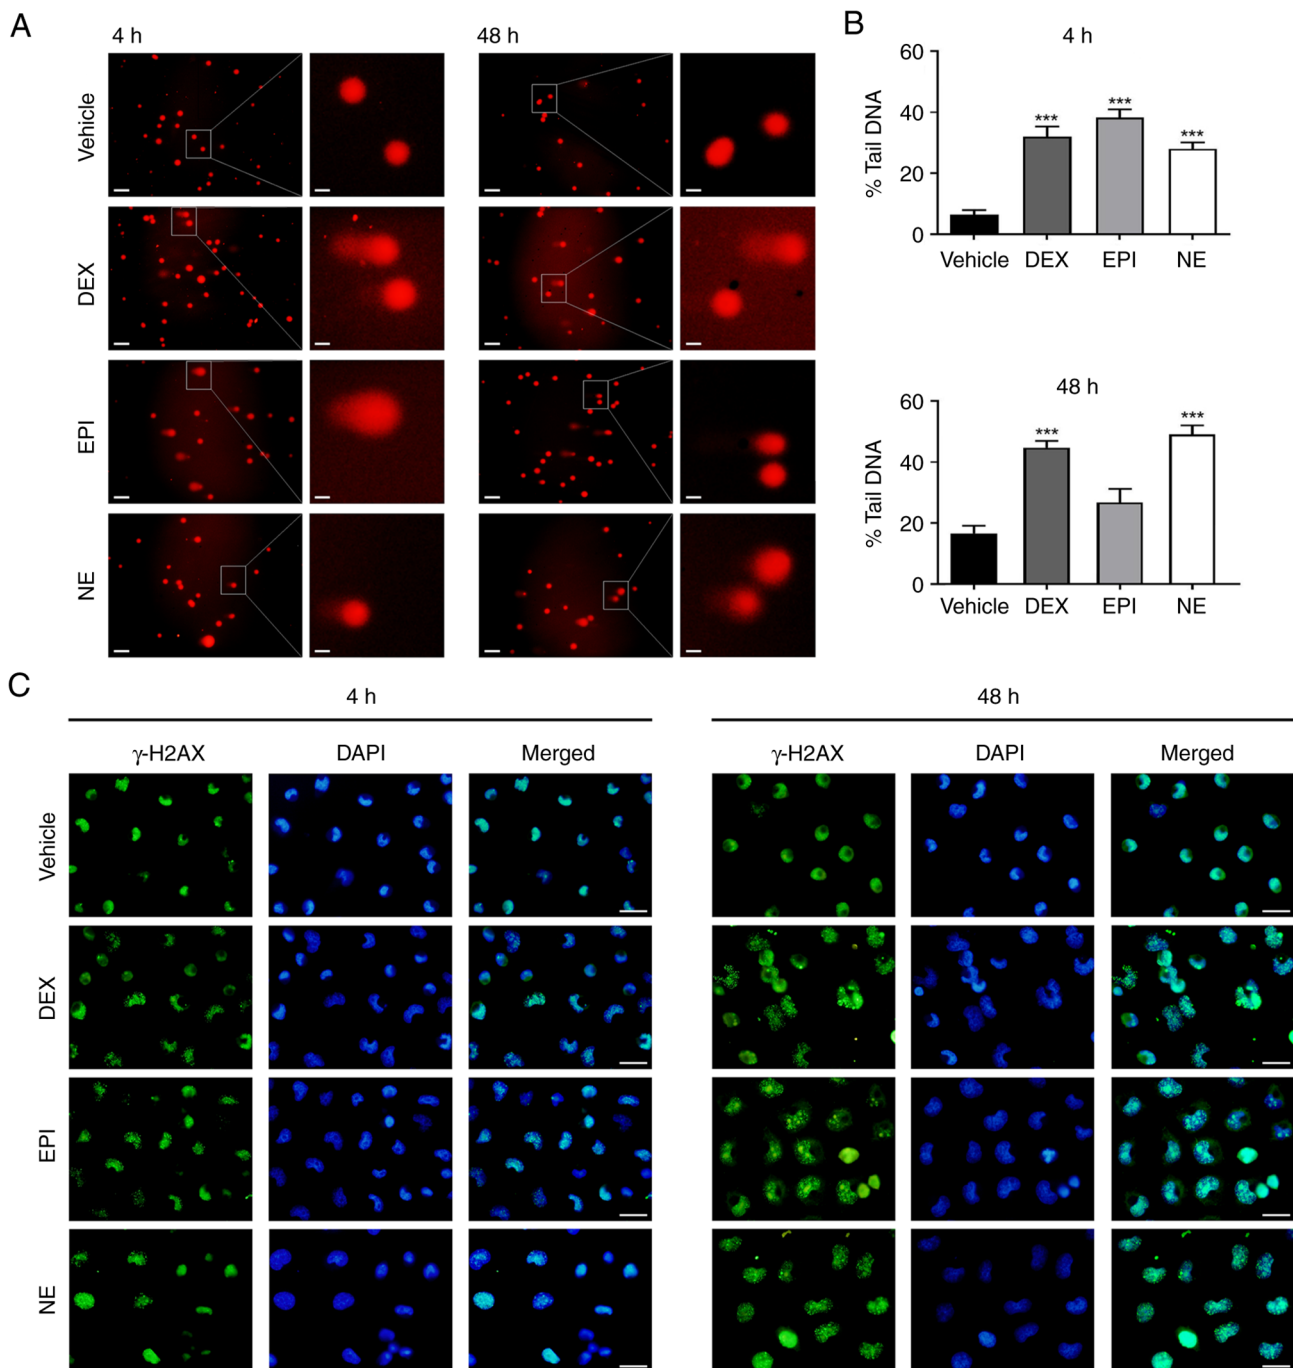 A
4 h
48 h
Vehicle
DEX
EPI
NE
B
4 h
% Tail DNA
60
40
20
0
***
***
***
Vehicle DEX EPI NE
48 h
% Tail DNA
60
40
20
0
***
***
Vehicle DEX EPI NE
C
4 h
48 h
γ-H2AX DAPI Merged
γ-H2AX DAPI Merged
Vehicle
DEX
EPI
NE